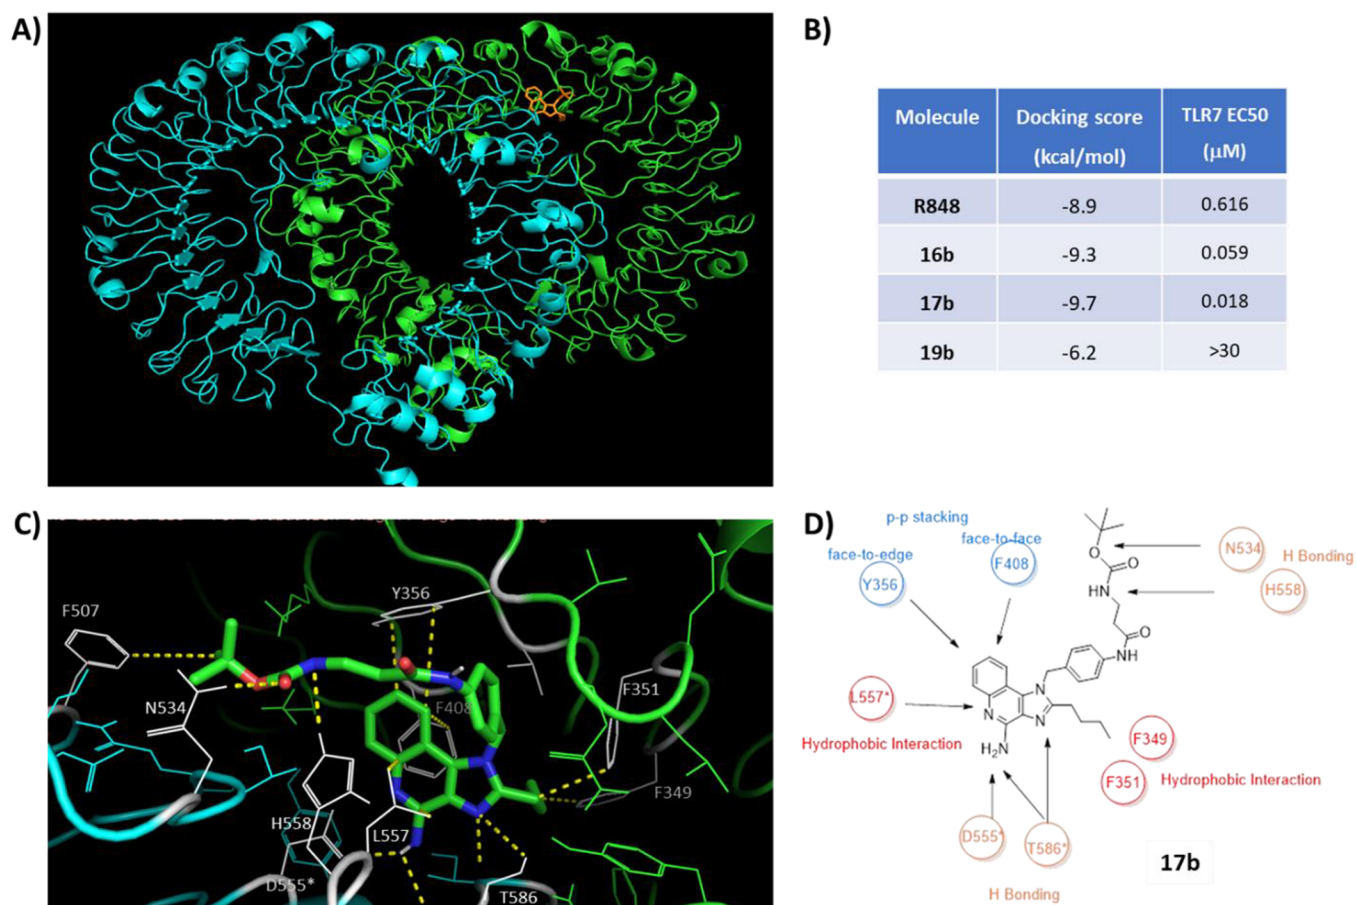 A)
B)
Molecule Docking score (kcal/mol) TLR7 EC50 (µM)
R848 -8.9 0.616
16b -9.3 0.059
17b -9.7 0.018
19b -6.2 >30
C)
F507
Y356
N534
F408
F351
F349
H558
L557
D555*
T586
D)
p-p stacking
face-to-edge
face-to-face
Y356
F408
N534
H Bonding
H558
O
O
HN
O
NH
N
N
N
H₂N
L557*
Hydrophobic Interaction
F349
F351
Hydrophobic Interaction
D555*
T586*
H Bonding
17b